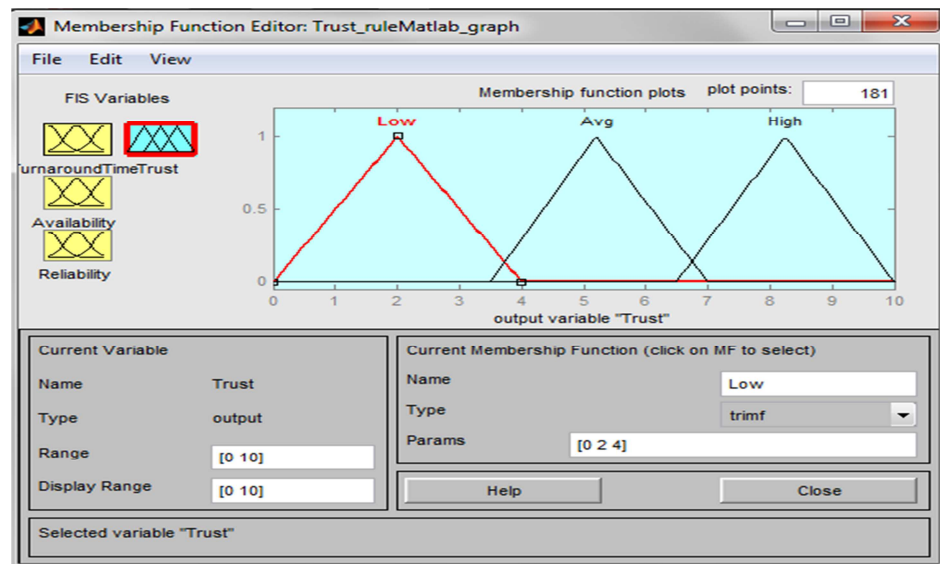 Membership Function Editor: Trust_ruleMatlab_graph
File Edit View
FIS Variables
Membership function plots plot points: 181
urnaroundTime Trust
Availability
Reliability
Low Avg High
1
0.5
0
0 1 2 3 4 5 6 7 8 9 10
output variable "Trust"
Current Variable
Name Trust
Type output
Range [0 10]
Display Range [0 10]
Current Membership Function (click on MF to select)
Name Low
Type trimf
Params [0 2 4]
Help Close
Selected variable "Trust"